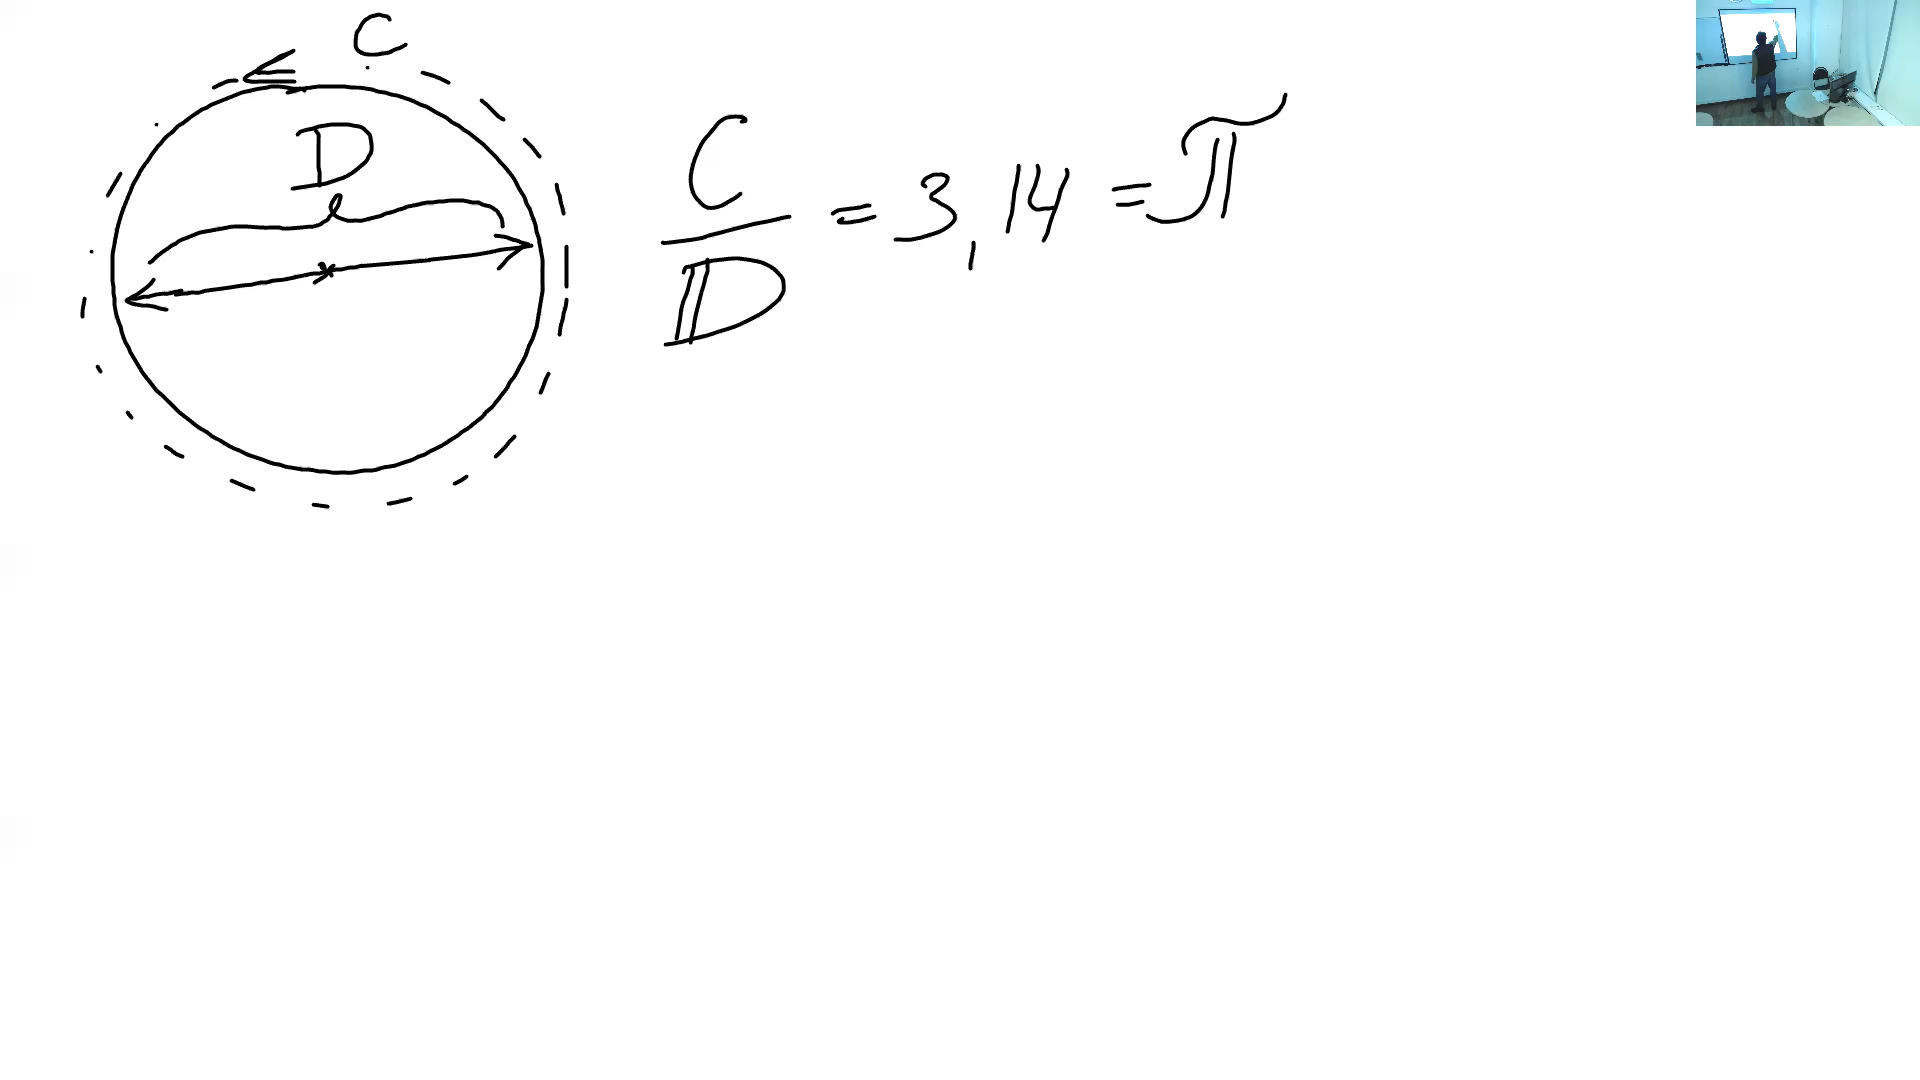 C
D
C/D = 3,14 = π